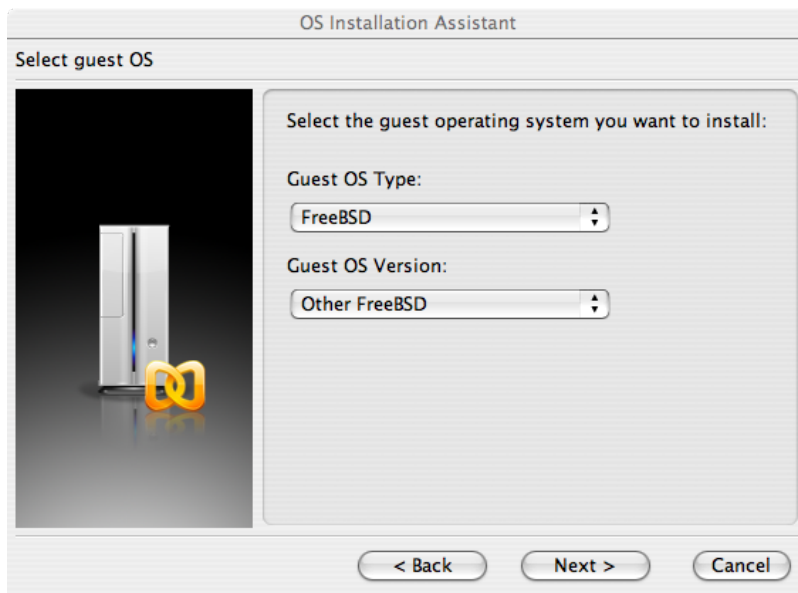 OS Installation Assistant
Select guest OS
Select the guest operating system you want to install:
Guest OS Type:
FreeBSD
Guest OS Version:
Other FreeBSD
< Back
Next >
Cancel